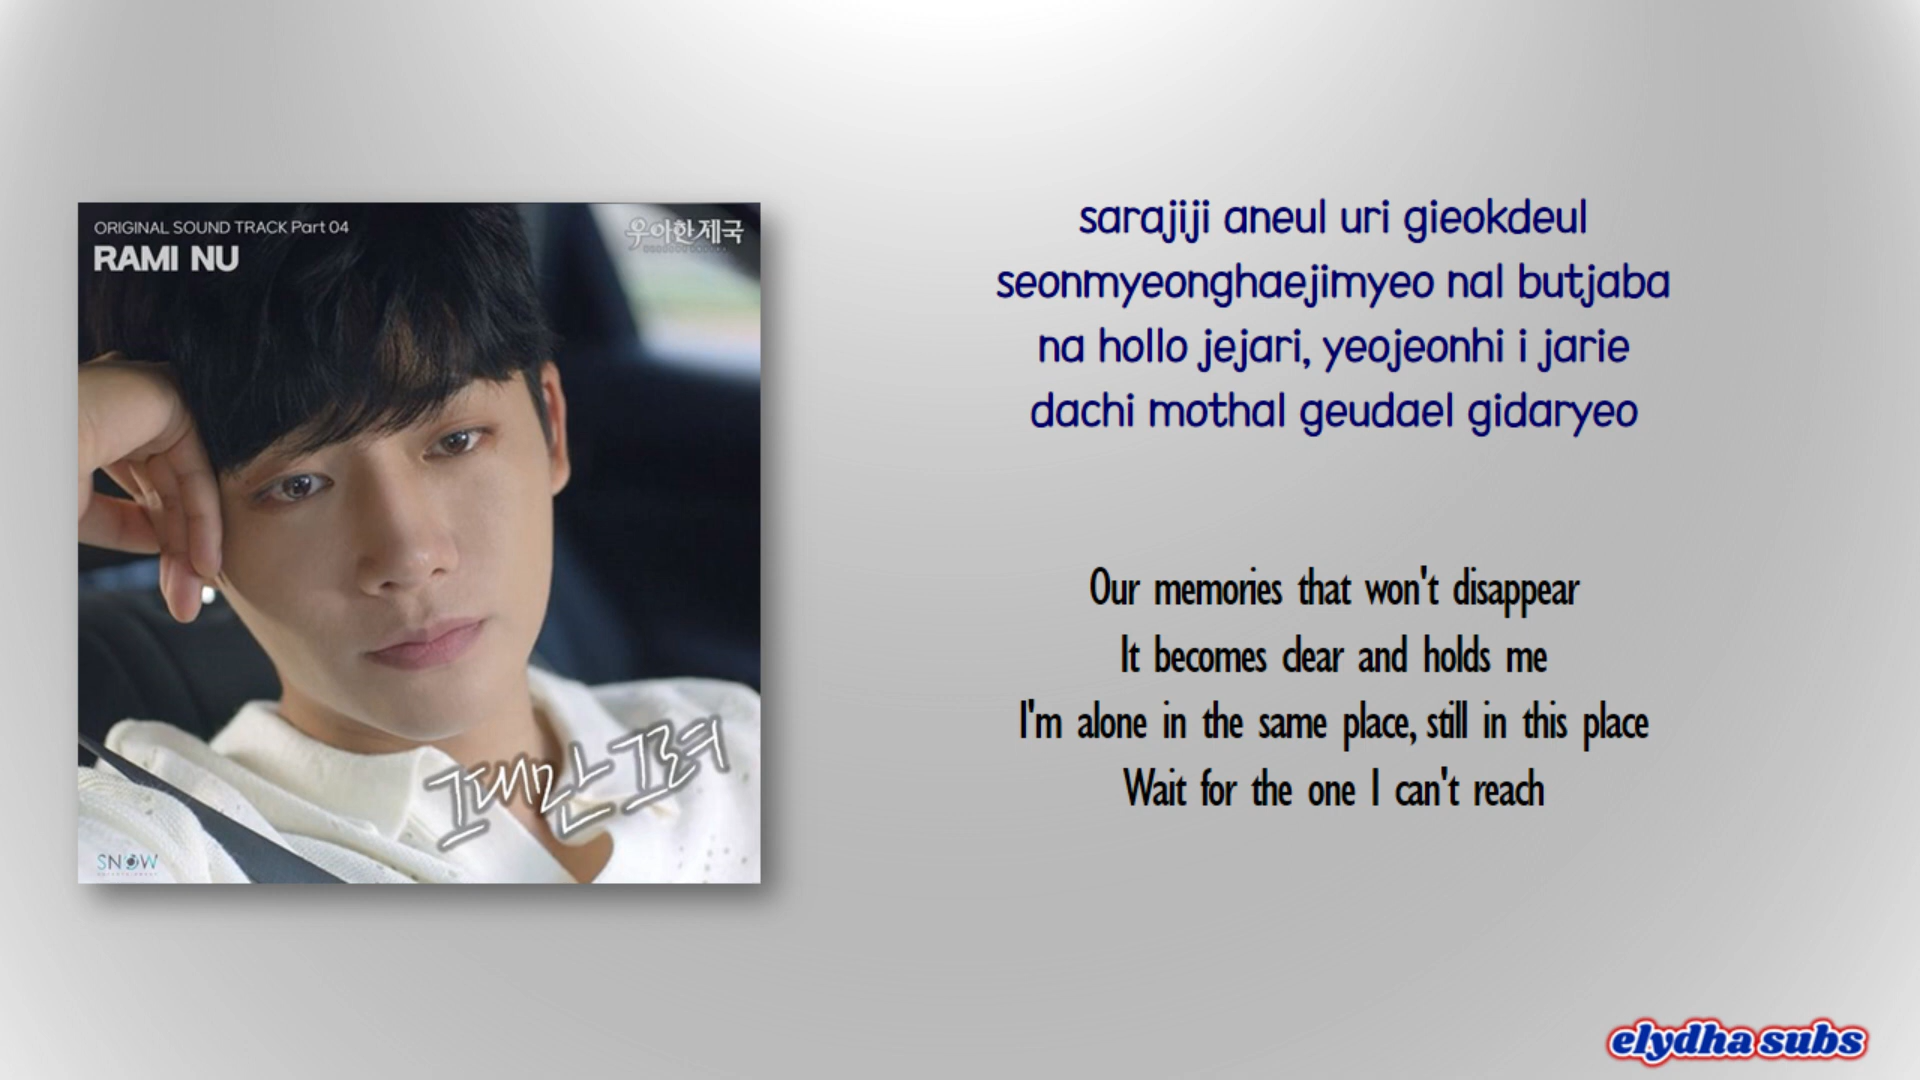 ORIGINAL SOUND TRACK Part 04
RAMI NU
우아한제국
그대만 그려
SNOW
sarajiji aneul uri gieokdeul
seonmyeonghaejimyeo nal butjaba
na hollo jejari, yeojeonhi i jarie
dachi mothal geudael gidaryeo
Our memories that won't disappear
It becomes clear and holds me
I'm alone in the same place, still in this place
Wait for the one I can't reach
elydha subs